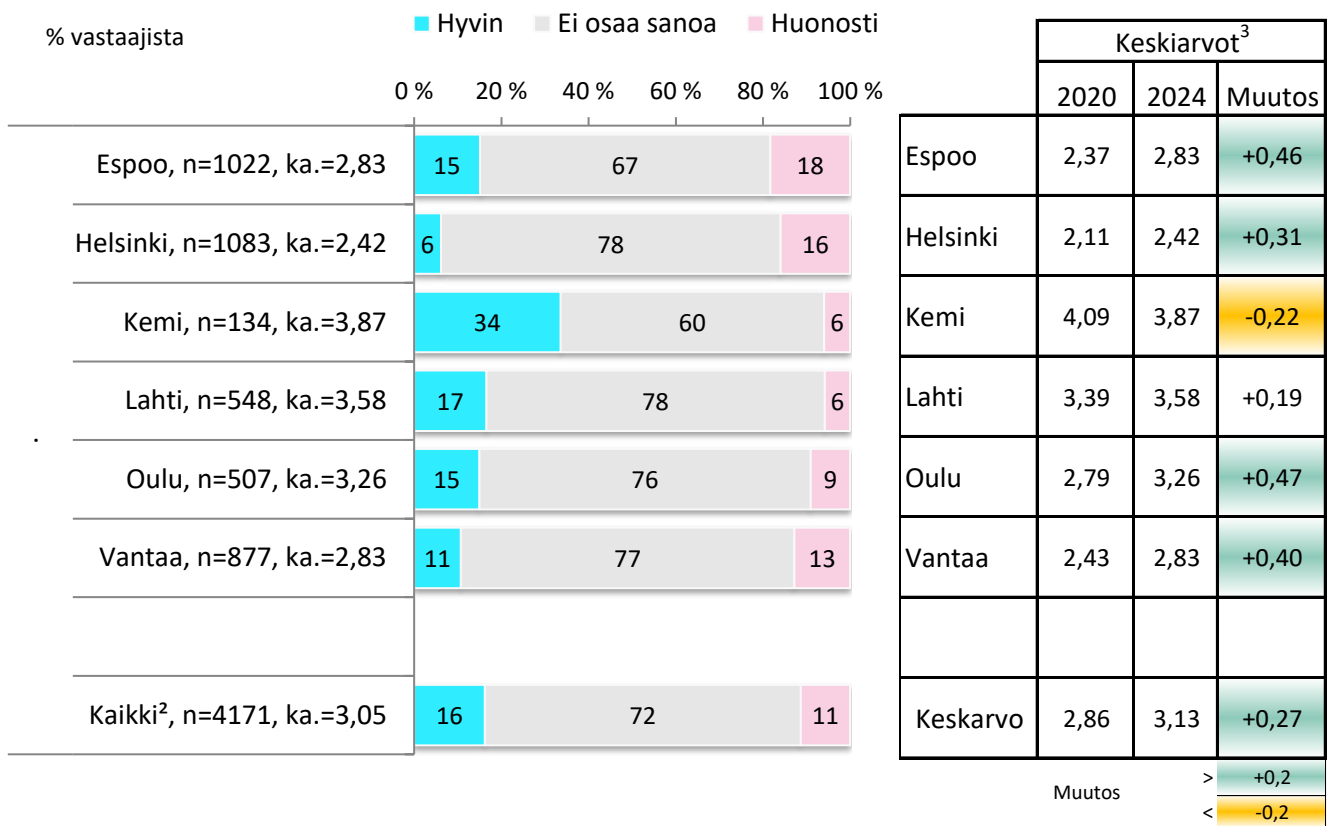 % vastaajista
Hyvin Ei osaa sanoa Huonosti
0 % 20 % 40 % 60 % 80 % 100 %
Espoo, n=1022, ka.=2,83 15 67 18
Helsinki, n=1083, ka.=2,42 6 78 16
Kemi, n=134, ka.=3,87 34 60 6
Lahti, n=548, ka.=3,58 17 78 6
.
Oulu, n=507, ka.=3,26 15 76 9
Vantaa, n=877, ka.=2,83 11 77 13
Kaikki², n=4171, ka.=3,05 16 72 11
Keskiarvot³
2020 2024 Muutos
Espoo 2,37 2,83 +0,46
Helsinki 2,11 2,42 +0,31
Kemi 4,09 3,87 -0,22
Lahti 3,39 3,58 +0,19
Oulu 2,79 3,26 +0,47
Vantaa 2,43 2,83 +0,40
Keskarvo 2,86 3,13 +0,27
Muutos
> +0,2
< -0,2